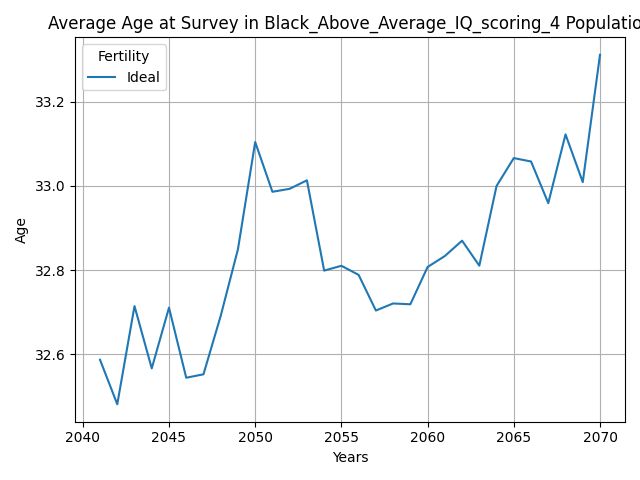 Average Age at Survey in Black_Above_Average_IQ_scoring_4 Populatio
Fertility
Ideal
33.2
33.0
32.8
32.6
Age
2040 2045 2050 2055 2060 2065 2070
Years